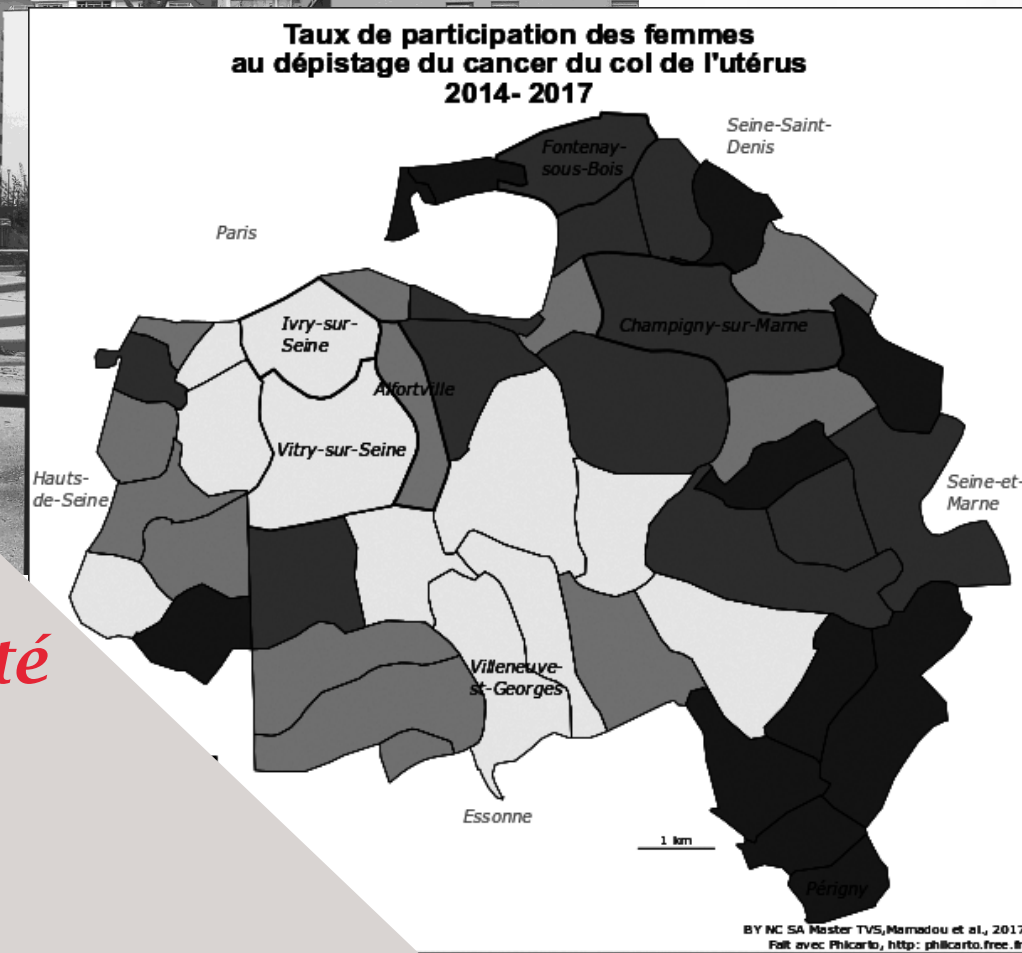 Taux de participation des femmes
au dépistage du cancer du col de l'utérus
2014- 2017
Seine-Saint-
Denis
Fontenay-
sous-Bois
Paris
Ivry-sur-
Seine
Champigny-sur-Marne
Alfortville
Vitry-sur-Seine
Hauts-
de-Seine
Seine-et-
Marne
té
Villeneuve-
st-Georges
Essonne
1 km
Périgny
BY NC SA Master TVS,Mamadou et al., 2017
Fait avec Philcarto, http: philcarto.free.fr